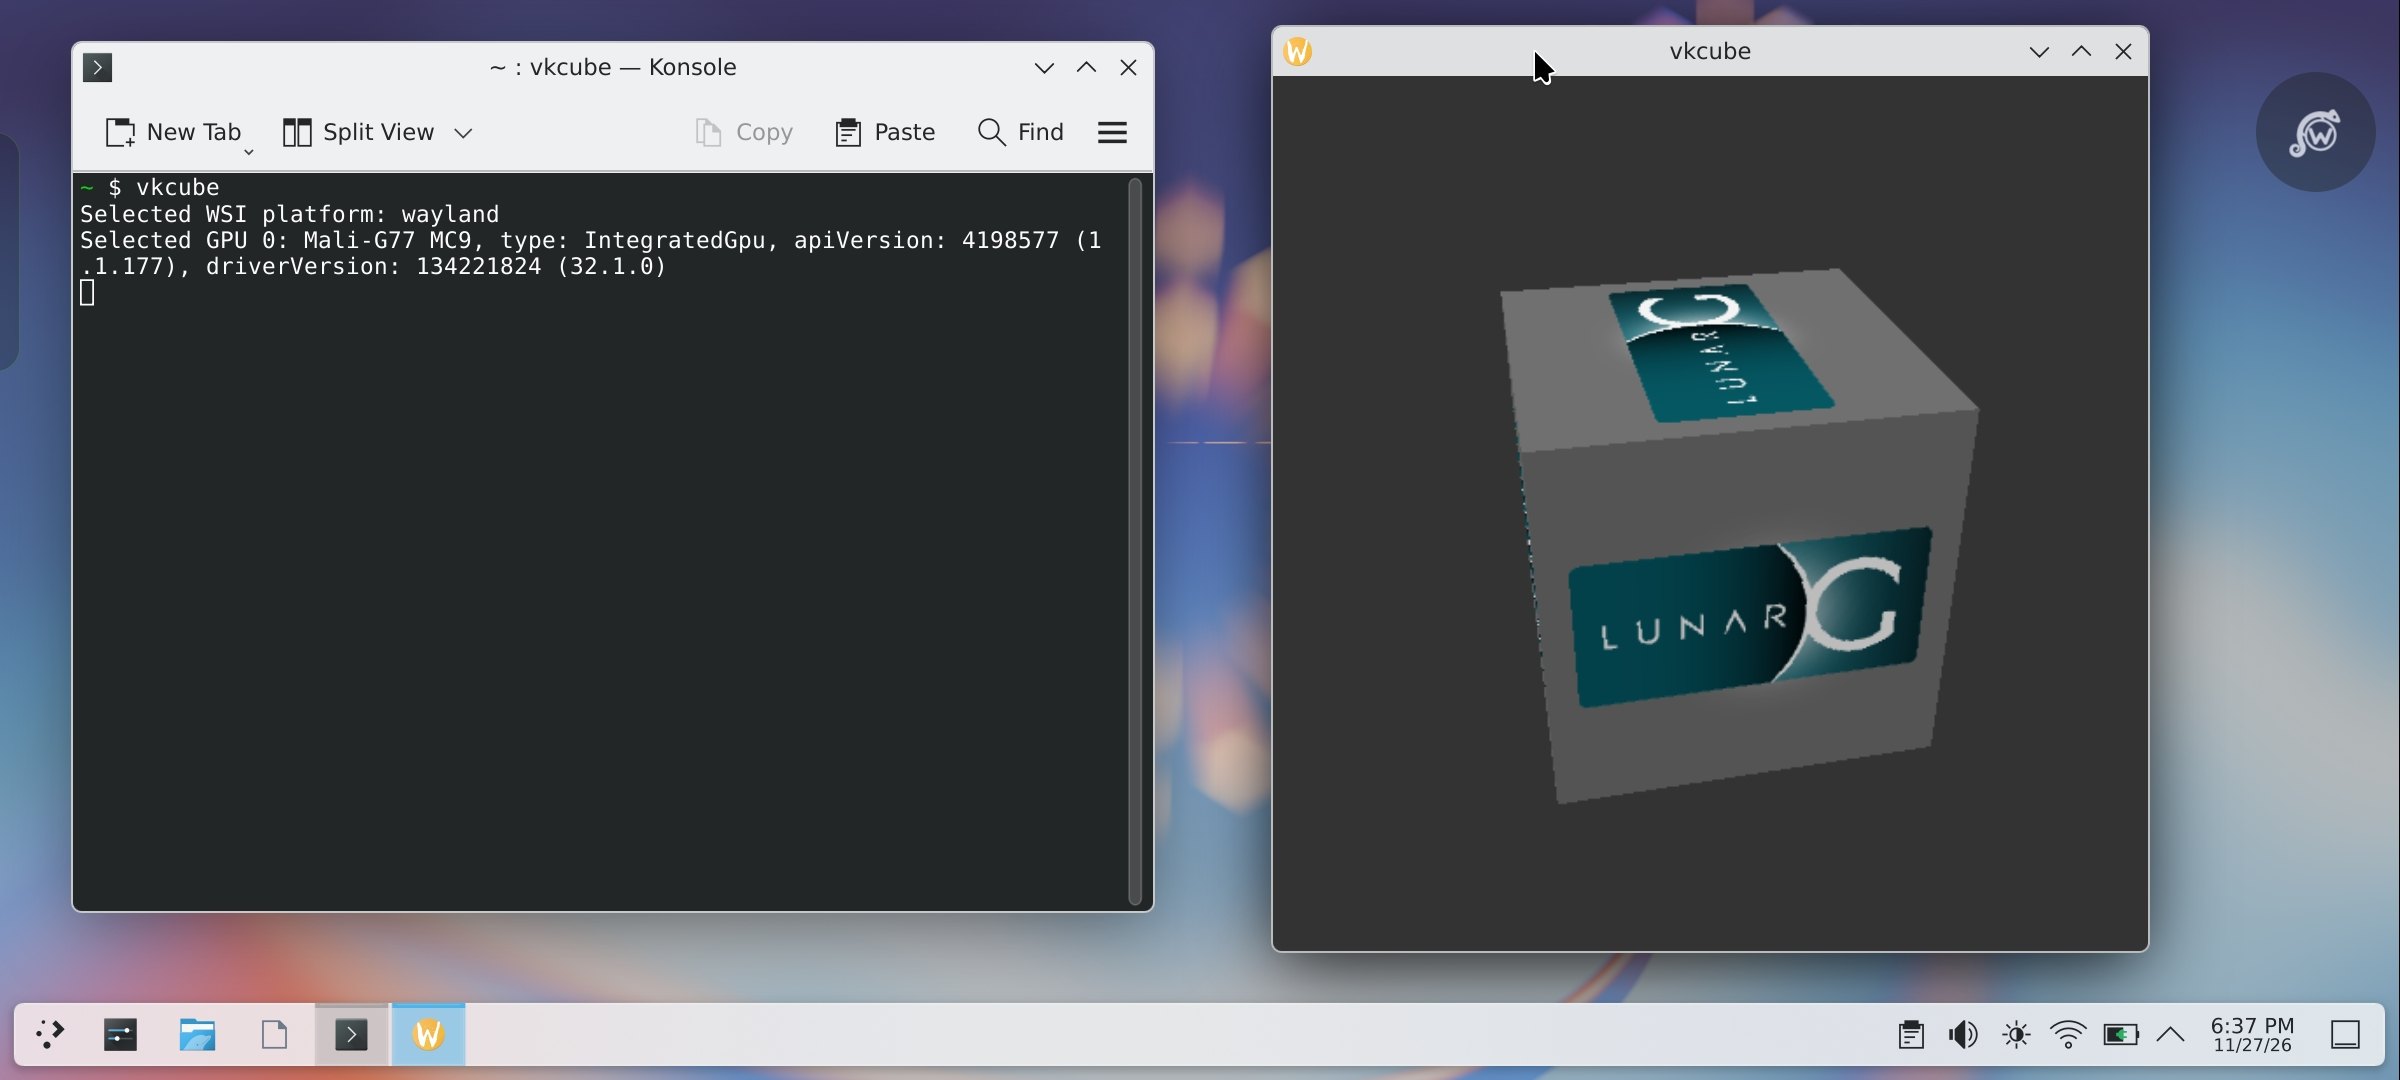 ~ : vkcube — Konsole
New Tab
Split View
Copy
Paste
Find
~ $ vkcube
Selected WSI platform: wayland
Selected GPU 0: Mali-G77 MC9, type: IntegratedGpu, apiVersion: 4198577 (1
.1.177), driverVersion: 134221824 (32.1.0)
vkcube
LUNAR G
LUNAR G
6:37 PM
11/27/26